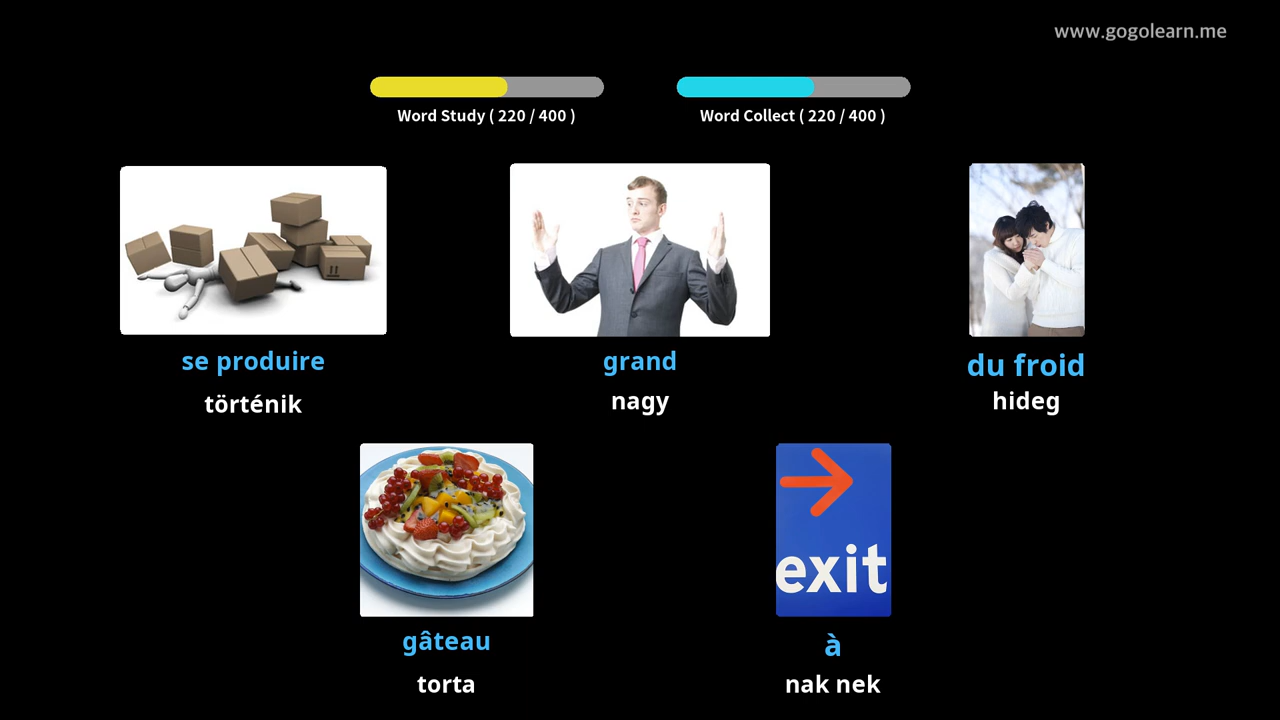 www.gogolearn.me
Word Study ( 220 / 400 )
Word Collect ( 220 / 400 )
se produire
történik
grand
nagy
du froid
hideg
exit
gâteau
torta
à
nak nek